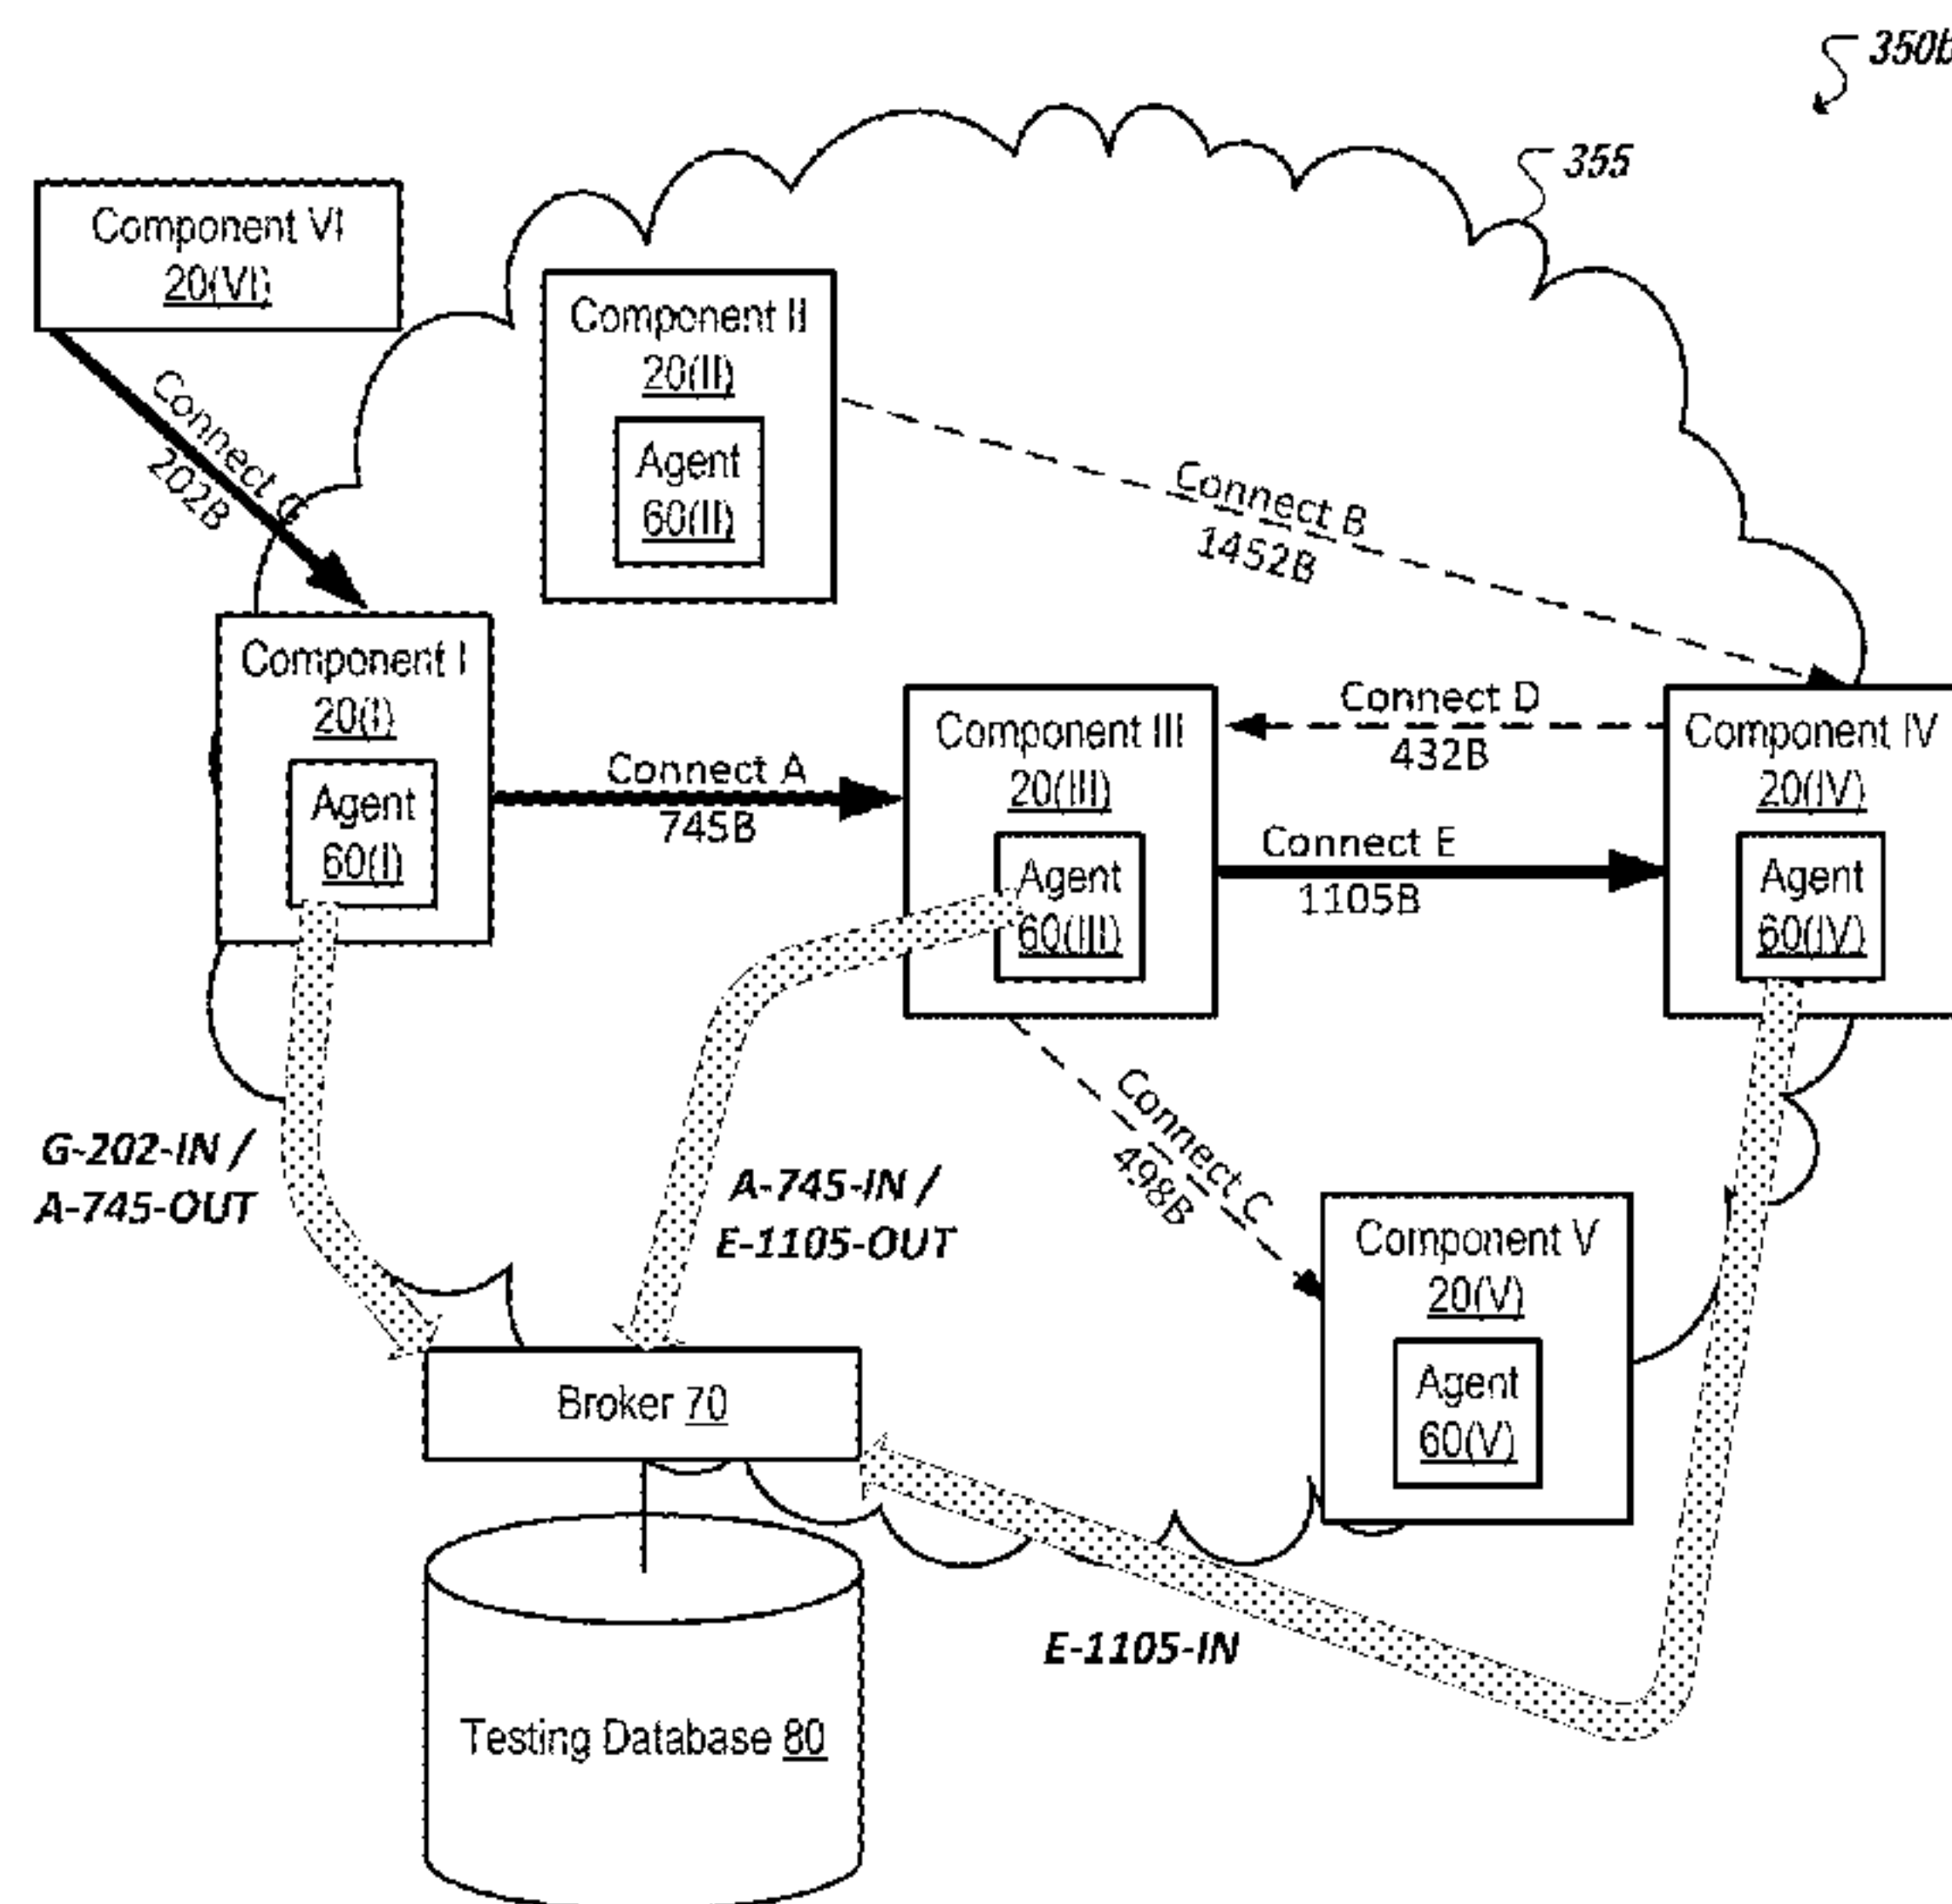 350b
355
Component VI
20(VI)
Connect G
202B
Component II
20(II)
Agent
60(II)
Connect B
1452B
Component I
20(I)
Agent
60(I)
Connect A
745B
Component III
20(III)
Agent
60(III)
Connect D
432B
Connect E
1105B
Component IV
20(IV)
Agent
60(IV)
Connect C
498B
G-202-IN /
A-745-OUT
A-745-IN /
E-1105-OUT
Component V
20(V)
Agent
60(V)
Broker 70
E-1105-IN
Testing Database 80